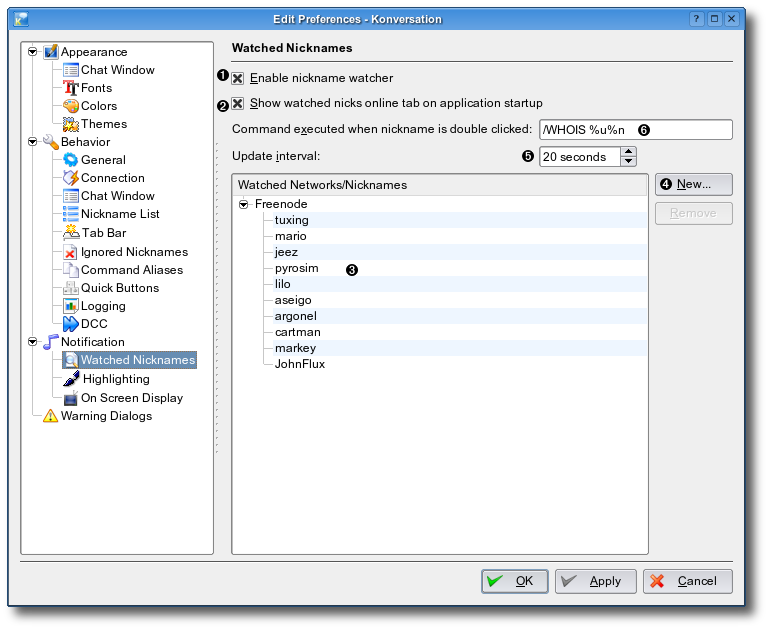 Edit Preferences - Konversation
Appearance
Chat Window
Fonts
Colors
Themes
Behavior
General
Connection
Chat Window
Nickname List
Tab Bar
Ignored Nicknames
Command Aliases
Quick Buttons
Logging
DCC
Notification
Watched Nicknames
Highlighting
On Screen Display
Warning Dialogs
Watched Nicknames
1 Enable nickname watcher
2 Show watched nicks online tab on application startup
Command executed when nickname is double clicked: /WHOIS %u%n 6
Update interval: 5 20 seconds
Watched Networks/Nicknames
Freenode
tuxing
mario
jeez
pyrosim 3
lilo
aseigo
argonel
cartman
markey
JohnFlux
4 New...
Remove
OK
Apply
Cancel